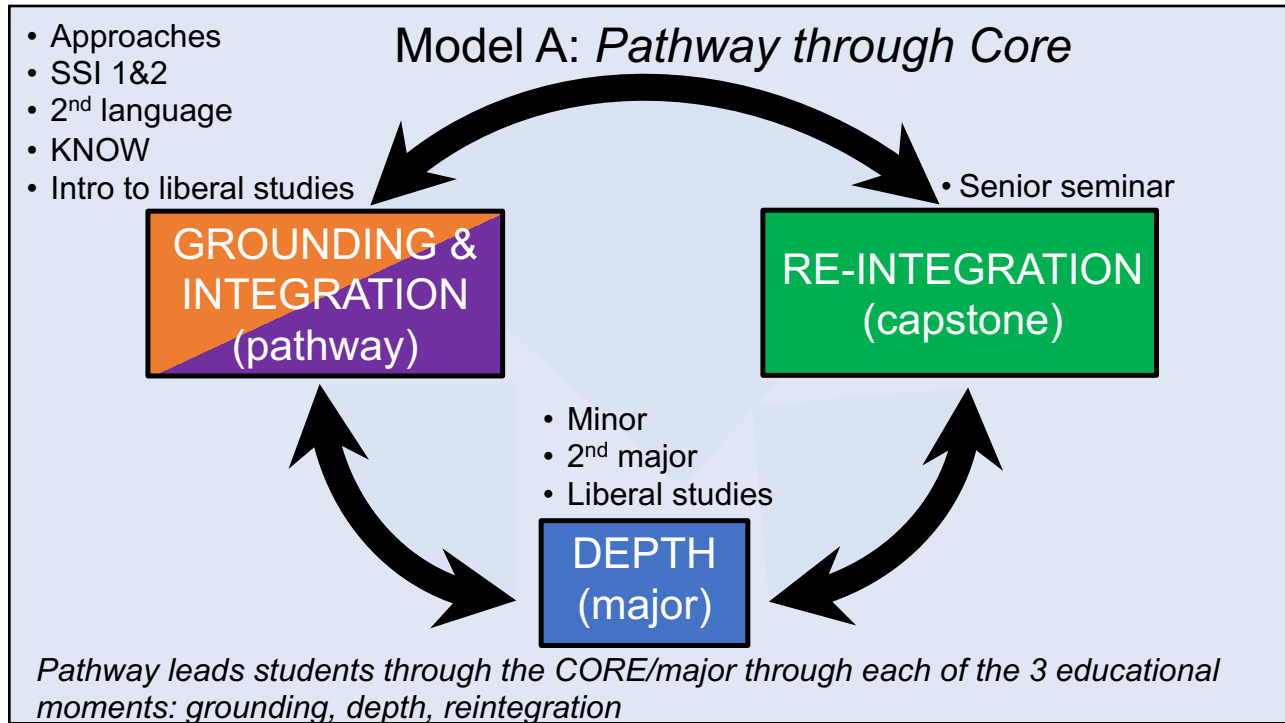 Model A: Pathway through Core
• Approaches
• SSI 1&2
• 2nd language
• KNOW
• Intro to liberal studies
• Senior seminar
GROUNDING &
INTEGRATION
(pathway)
RE-INTEGRATION
(capstone)
• Minor
• 2nd major
• Liberal studies
DEPTH
(major)
Pathway leads students through the CORE/major through each of the 3 educational
moments: grounding, depth, reintegration